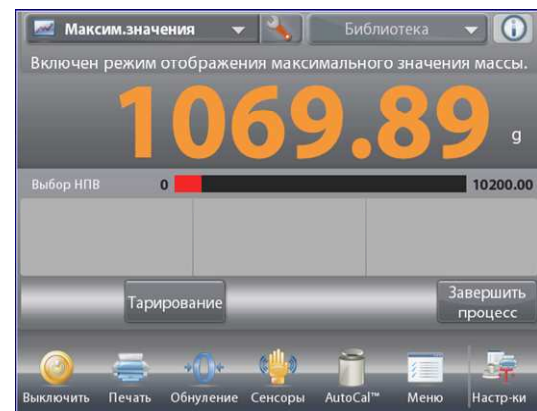 Максим.значения
Библиотека
Включен режим отображения максимального значения массы.
1069.89 g
Выбор НПВ 0 10200.00
Тарирование
Завершить
процесс
Выключить Печать Обнуление Сенсоры AutoCal™ Меню Настр-ки